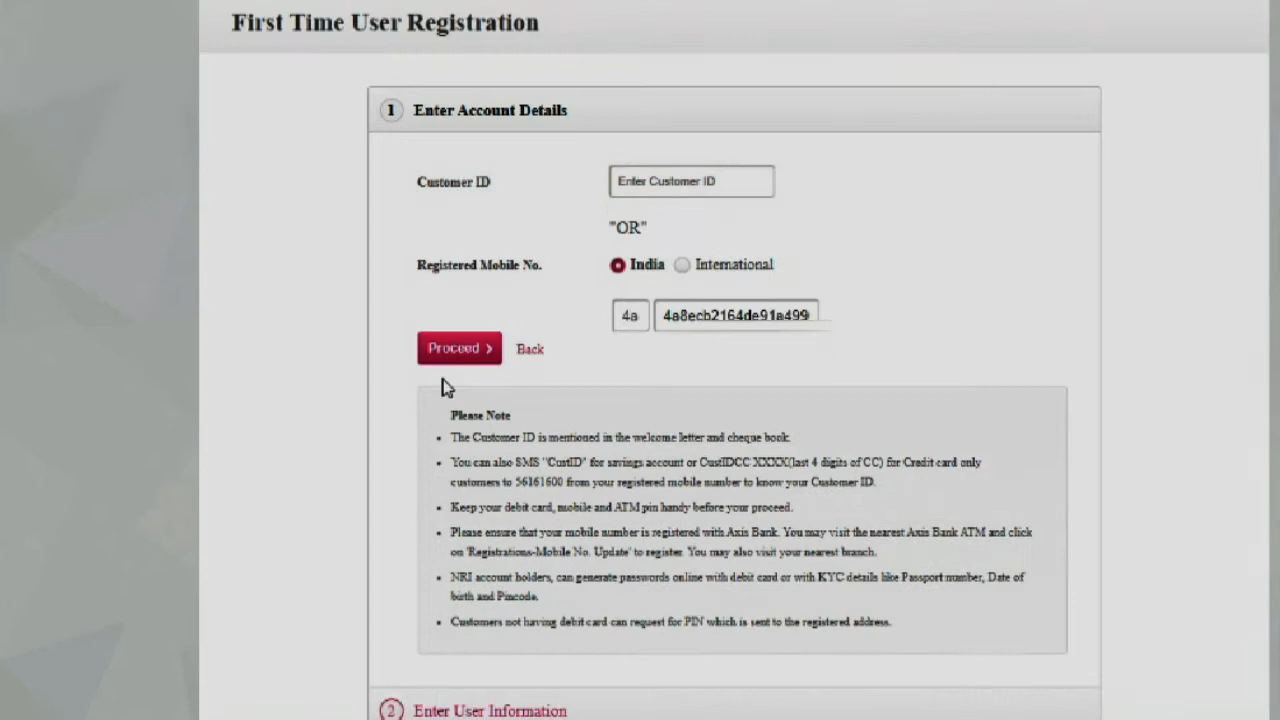 First Time User Registration
1 Enter Account Details
Customer ID Enter Customer ID
"OR"
Registered Mobile No. India International
4a 4a8ecb2164de91a499
Proceed > Back
Please Note
• The Customer ID is mentioned in the welcome letter and cheque book.
• You can also SMS "CustID" for savings account or CustIDCC XXXX(last 4 digits of CC) for Credit card only
customers to 56161600 from your registered mobile number to know your Customer ID.
• Keep your debit card, mobile and ATM pin handy before your proceed.
• Please ensure that your mobile number is registered with Axis Bank. You may visit the nearest Axis Bank ATM and click
on 'Registrations-Mobile No. Update' to register. You may also visit your nearest branch.
• NRI account holders, can generate passwords online with debit card or with KYC details like Passport number, Date of
birth and Pincode.
• Customers not having debit card can request for PIN which is sent to the registered address.
2 Enter User Information